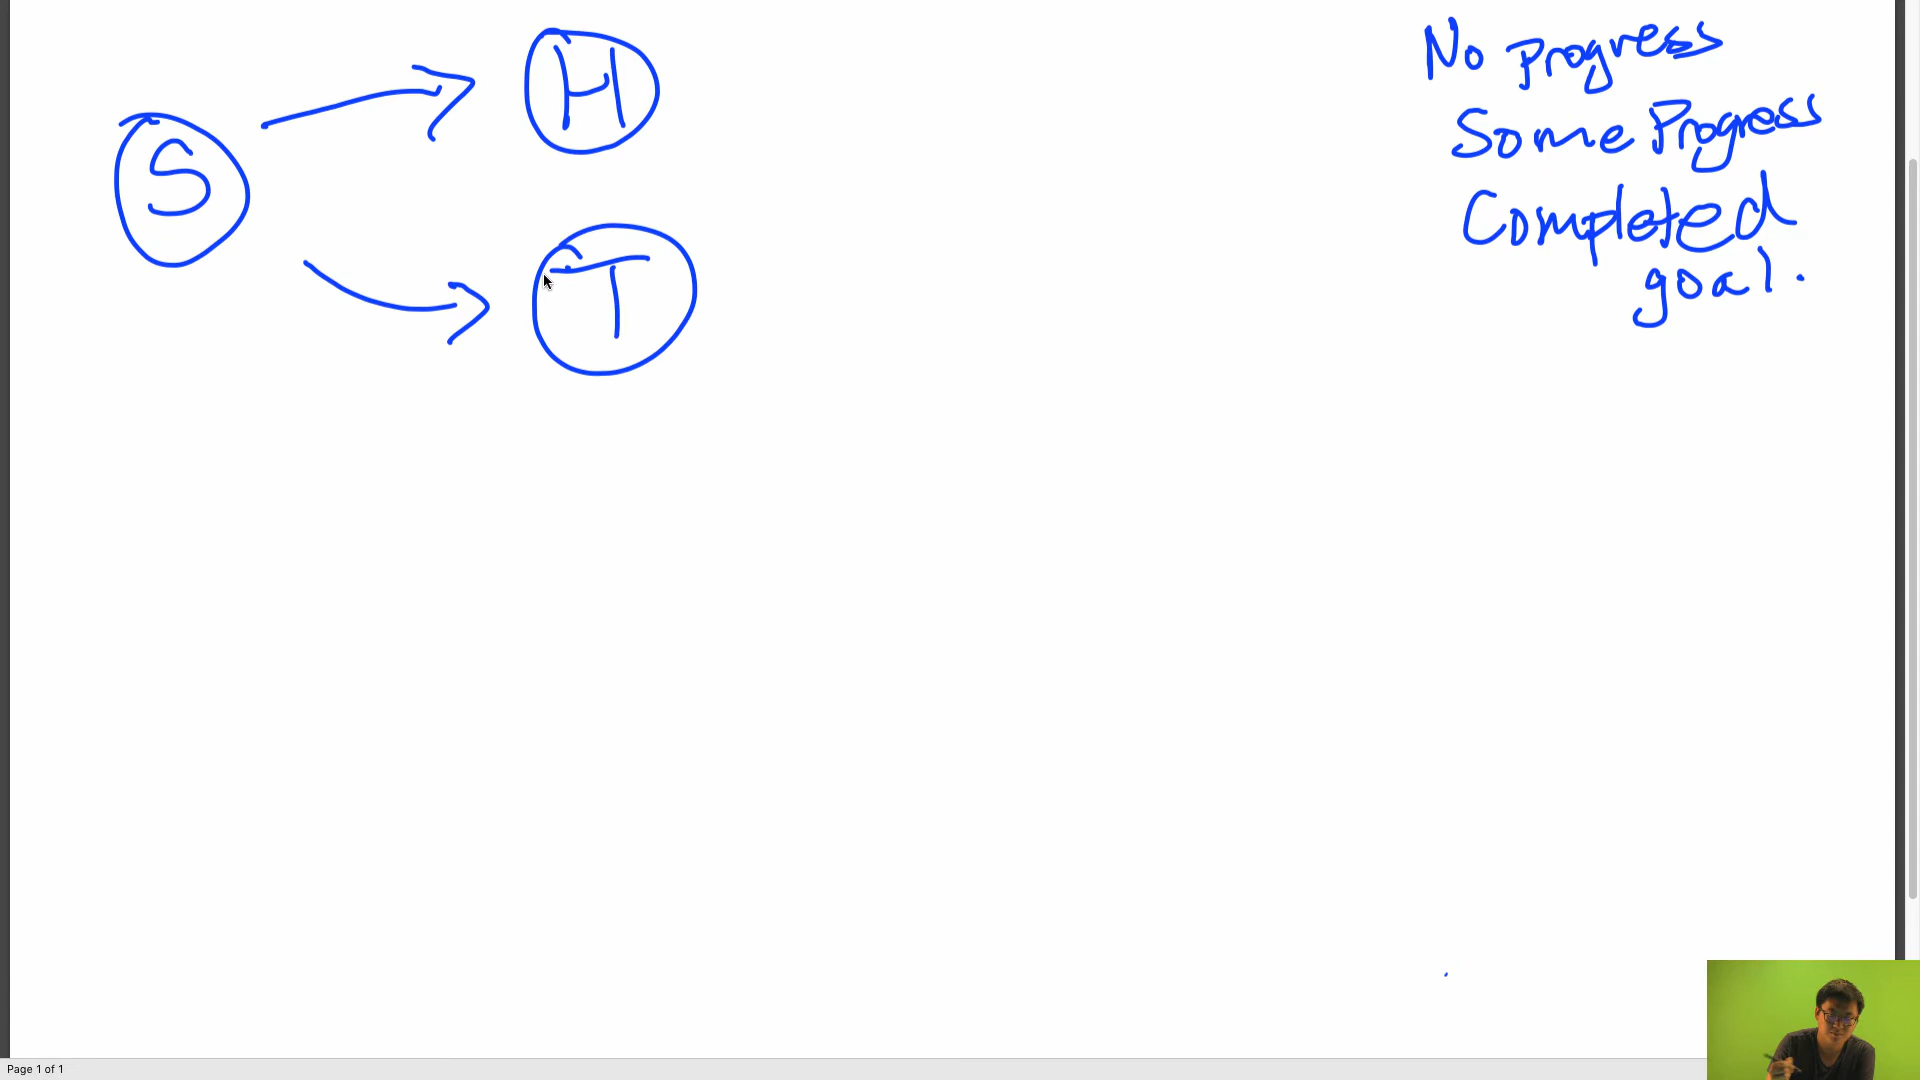 S
H
T
No Progress
Some Progress
Completed
goal.
Page 1 of 1